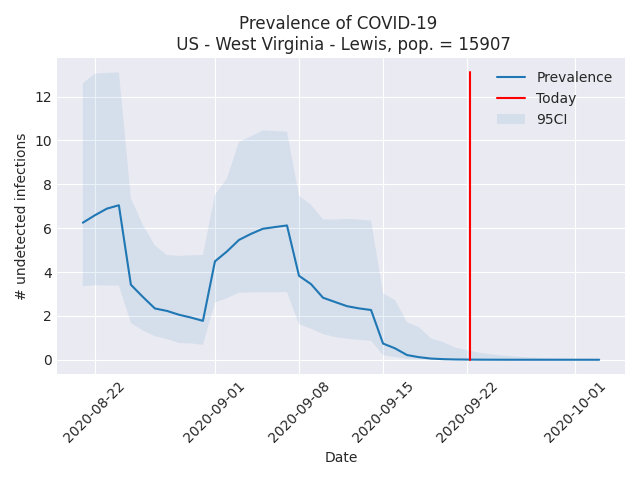 Prevalence of COVID-19
US - West Virginia - Lewis, pop. = 15907
Prevalence
Today
95CI
# undetected infections
12
10
8
6
4
2
0
2020-08-22
2020-09-01
2020-09-08
2020-09-15
2020-09-22
2020-10-01
Date